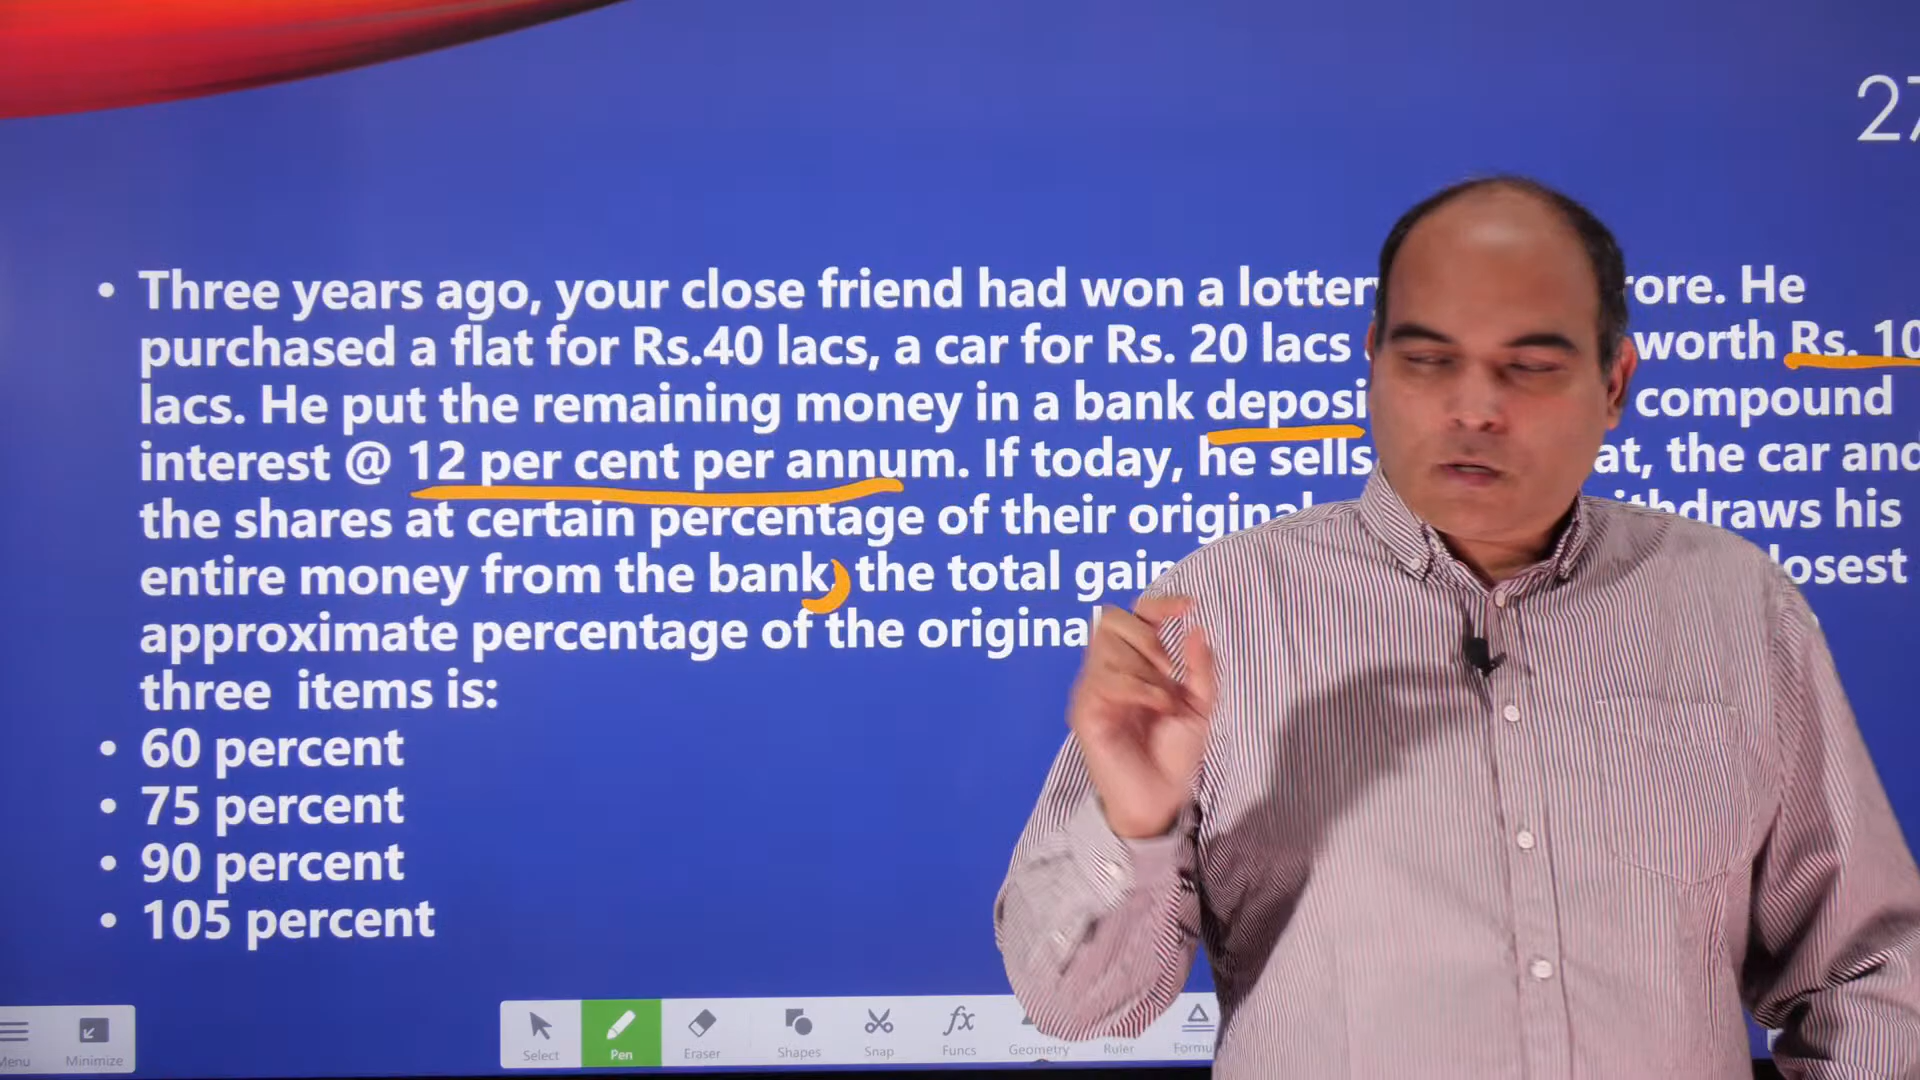 27
• Three years ago, your close friend had won a lottery rore. He
purchased a flat for Rs.40 lacs, a car for Rs. 20 lacs worth Rs. 10
lacs. He put the remaining money in a bank deposi compound
interest @ 12 per cent per annum. If today, he sells at, the car and
the shares at certain percentage of their origina ithdraws his
entire money from the bank, the total gain losest
approximate percentage of the original
three items is:
• 60 percent
• 75 percent
• 90 percent
• 105 percent
Menu Minimize Select Pen Eraser Shapes Snap Funcs Geometry Ruler Formu